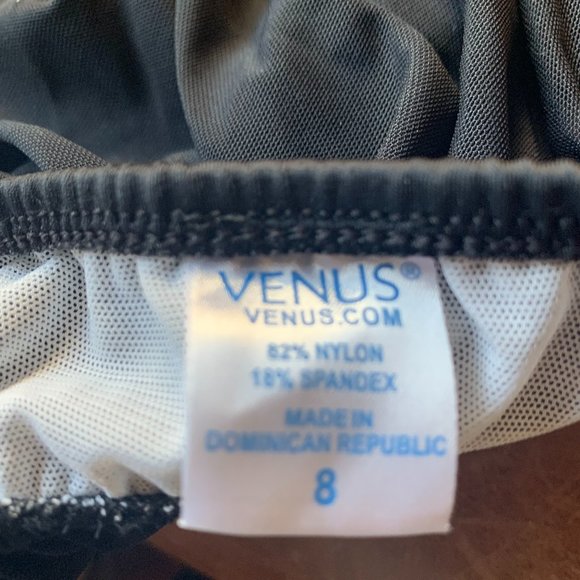 VENUS®
VENUS.COM
82% NYLON
18% SPANDEX
MADE IN
DOMINICAN REPUBLIC
8